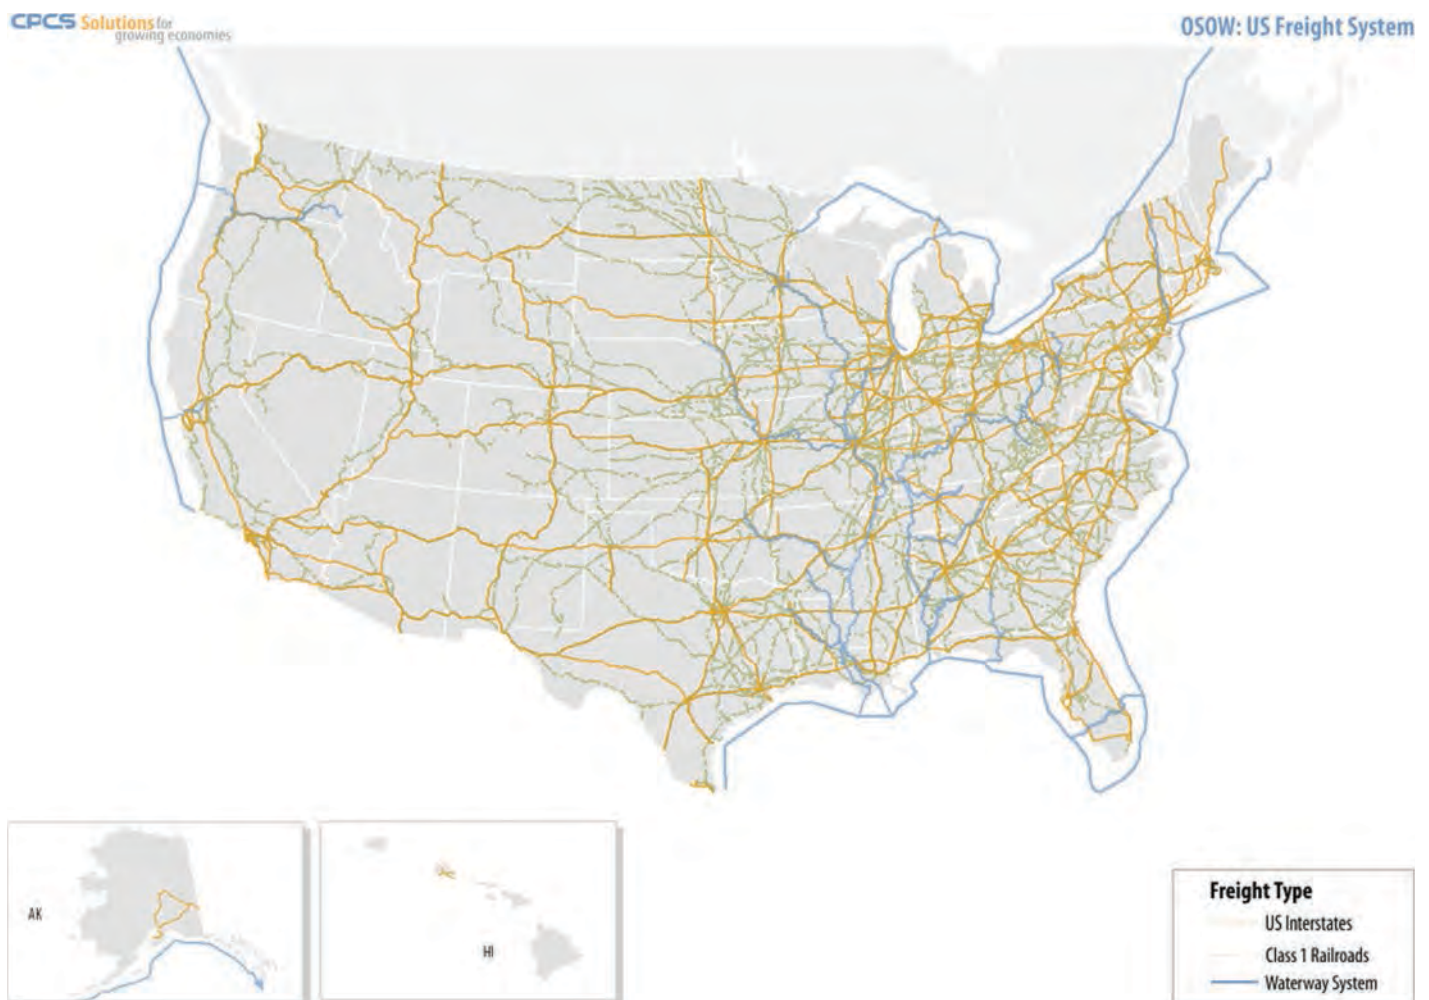 CPCS Solutions for
growing economies
OSOW: US Freight System
AK
HI
Freight Type
US Interstates
Class 1 Railroads
Waterway System